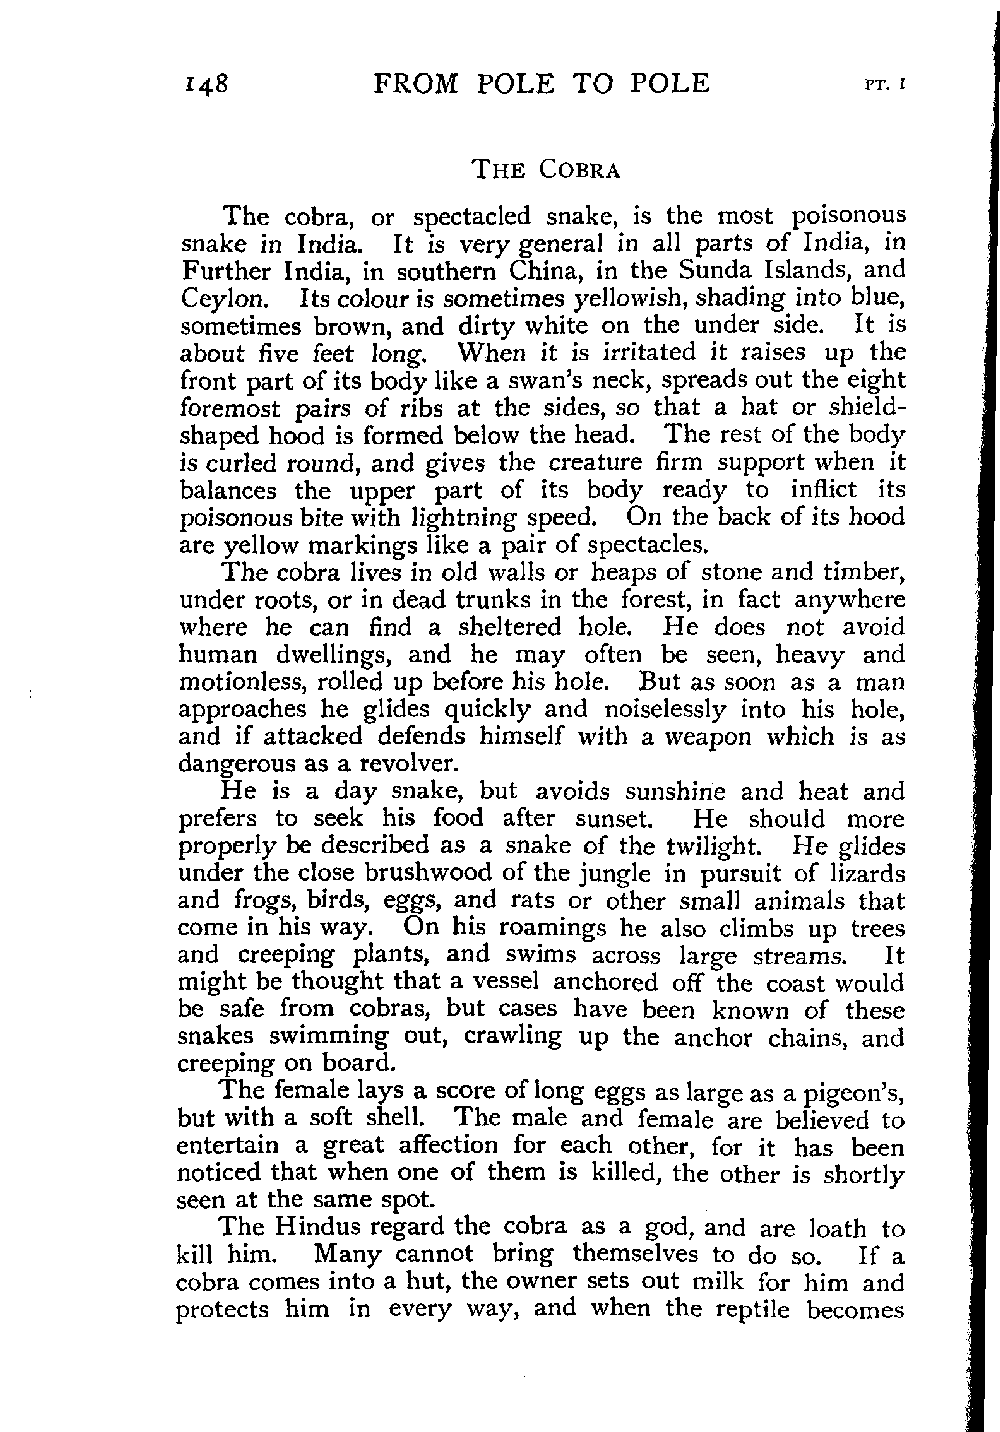 148 FROM POLE TO POLE PT. I
THE COBRA
The cobra, or spectacled snake, is the most poisonous
snake in India. It is very general in all parts of India, in
Further India, in southern China, in the Sunda Islands, and
Ceylon. Its colour is sometimes yellowish, shading into blue,
sometimes brown, and dirty white on the under side. It is
about five feet long. When it is irritated it raises up the
front part of its body like a swan's neck, spreads out the eight
foremost pairs of ribs at the sides, so that a hat or shield-
shaped hood is formed below the head. The rest of the body
is curled round, and gives the creature firm support when it
balances the upper part of its body ready to inflict its
poisonous bite with lightning speed. On the back of its hood
are yellow markings like a pair of spectacles.
The cobra lives in old walls or heaps of stone and timber,
under roots, or in dead trunks in the forest, in fact anywhere
where he can find a sheltered hole. He does not avoid
human dwellings, and he may often be seen, heavy and
motionless, rolled up before his hole. But as soon as a man
approaches he glides quickly and noiselessly into his hole,
and if attacked defends himself with a weapon which is as
dangerous as a revolver.
He is a day snake, but avoids sunshine and heat and
prefers to seek his food after sunset. He should more
properly be described as a snake of the twilight. He glides
under the close brushwood of the jungle in pursuit of lizards
and frogs, birds, eggs, and rats or other small animals that
come in his way. On his roamings he also climbs up trees
and creeping plants, and swims across large streams. It
might be thought that a vessel anchored off the coast would
be safe from cobras, but cases have been known of these
snakes swimming out, crawling up the anchor chains, and
creeping on board.
The female lays a score of long eggs as large as a pigeon's,
but with a soft shell. The male and female are believed to
entertain a great affection for each other, for it has been
noticed that when one of them is killed, the other is shortly
seen at the same spot.
The Hindus regard the cobra as a god, and are loath to
kill him. Many cannot bring themselves to do so. If a
cobra comes into a hut, the owner sets out milk for him and
protects him in every way, and when the reptile becomes